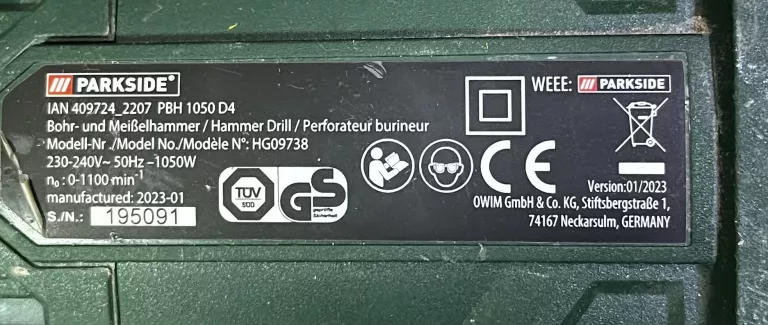 PARKSIDE®
IAN 409724_2207 PBH 1050 D4
Bohr- und Meißelhammer / Hammer Drill / Perforateur burineur
Modell-Nr ./Model No./Modèle N°: HG09738
230-240V~ 50Hz ~1050W
n₀ : 0-1100 min⁻¹
manufactured: 2023-01
S./N.: 195091
TÜV
SÜD
GS
geprüfte
Sicherheit
CE
WEEE: PARKSIDE
Version:01/2023
OWIM GmbH & Co. KG, Stiftsbergstraße 1,
74167 Neckarsulm, GERMANY